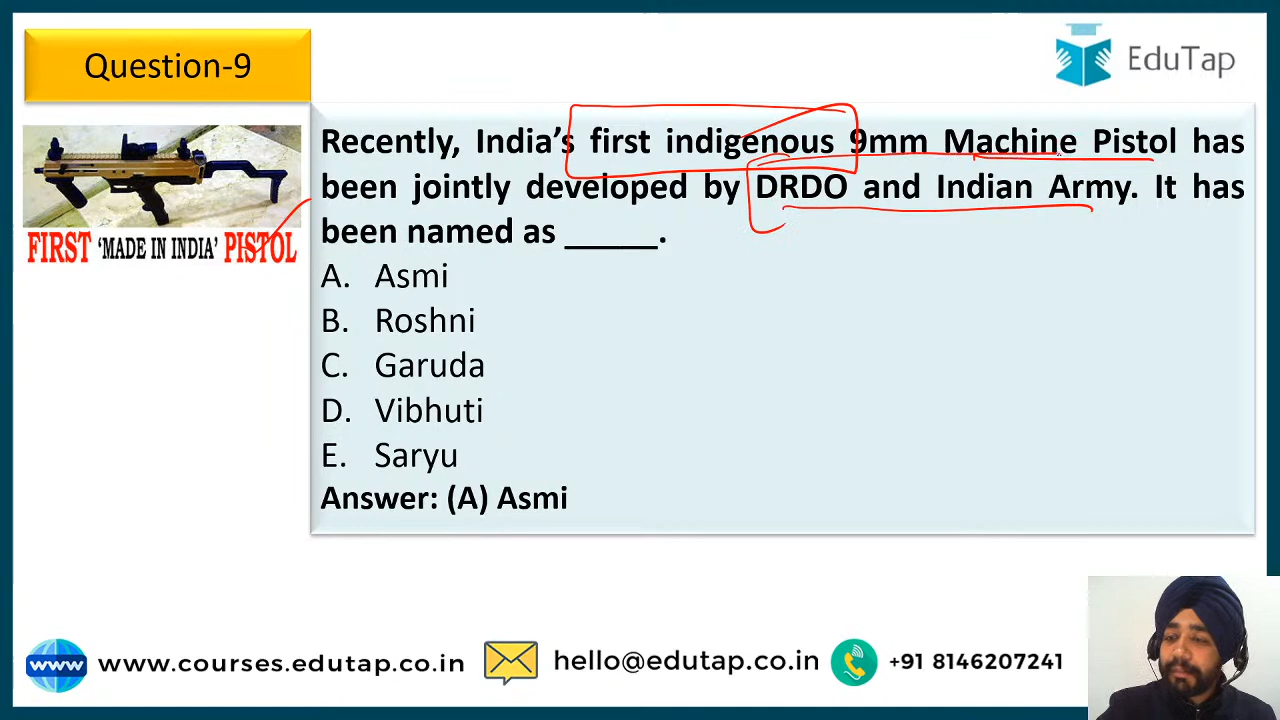 Question-9
EduTap
Recently, India's first indigenous 9mm Machine Pistol has
been jointly developed by DRDO and Indian Army. It has
been named as _____.
FIRST 'MADE IN INDIA' PISTOL
A. Asmi
B. Roshni
C. Garuda
D. Vibhuti
E. Saryu
Answer: (A) Asmi
www
www.courses.edutap.co.in
hello@edutap.co.in
+91 8146207241